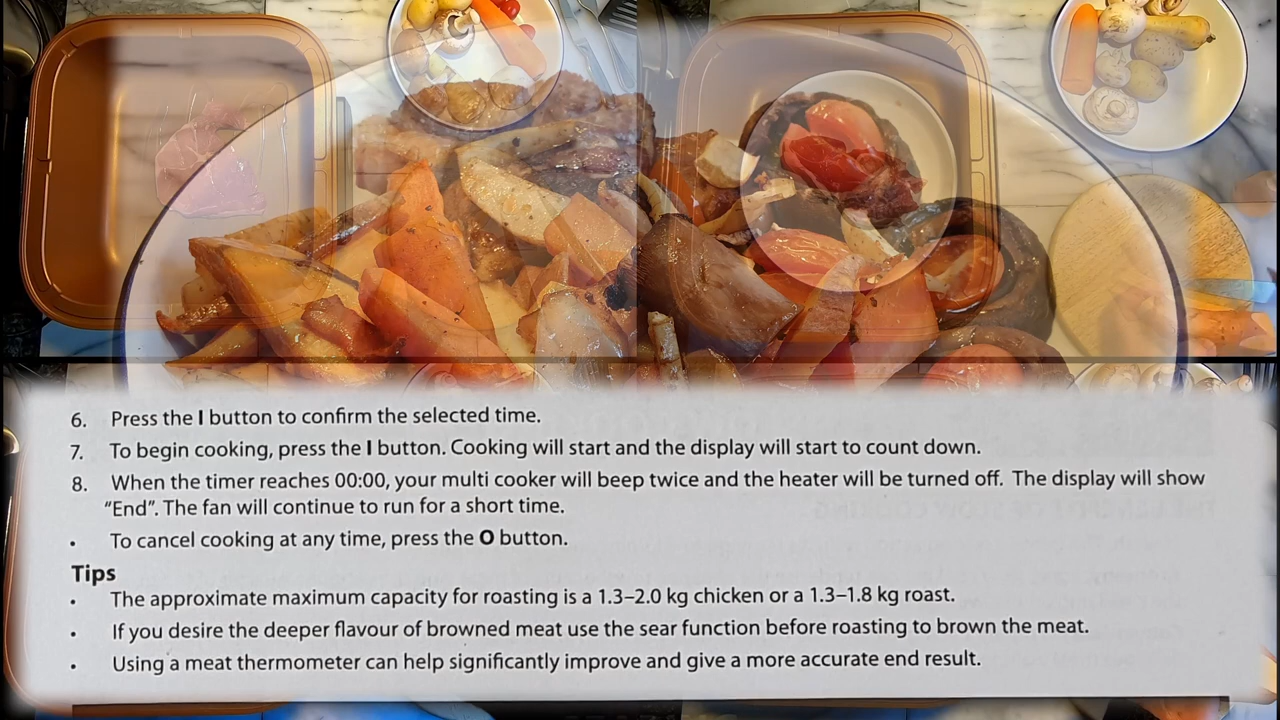 6. Press the I button to confirm the selected time.
7. To begin cooking, press the I button. Cooking will start and the display will start to count down.
8. When the timer reaches 00:00, your multi cooker will beep twice and the heater will be turned off. The display will show
"End". The fan will continue to run for a short time.
• To cancel cooking at any time, press the O button.
Tips
• The approximate maximum capacity for roasting is a 1.3–2.0 kg chicken or a 1.3–1.8 kg roast.
• If you desire the deeper flavour of browned meat use the sear function before roasting to brown the meat.
• Using a meat thermometer can help significantly improve and give a more accurate end result.